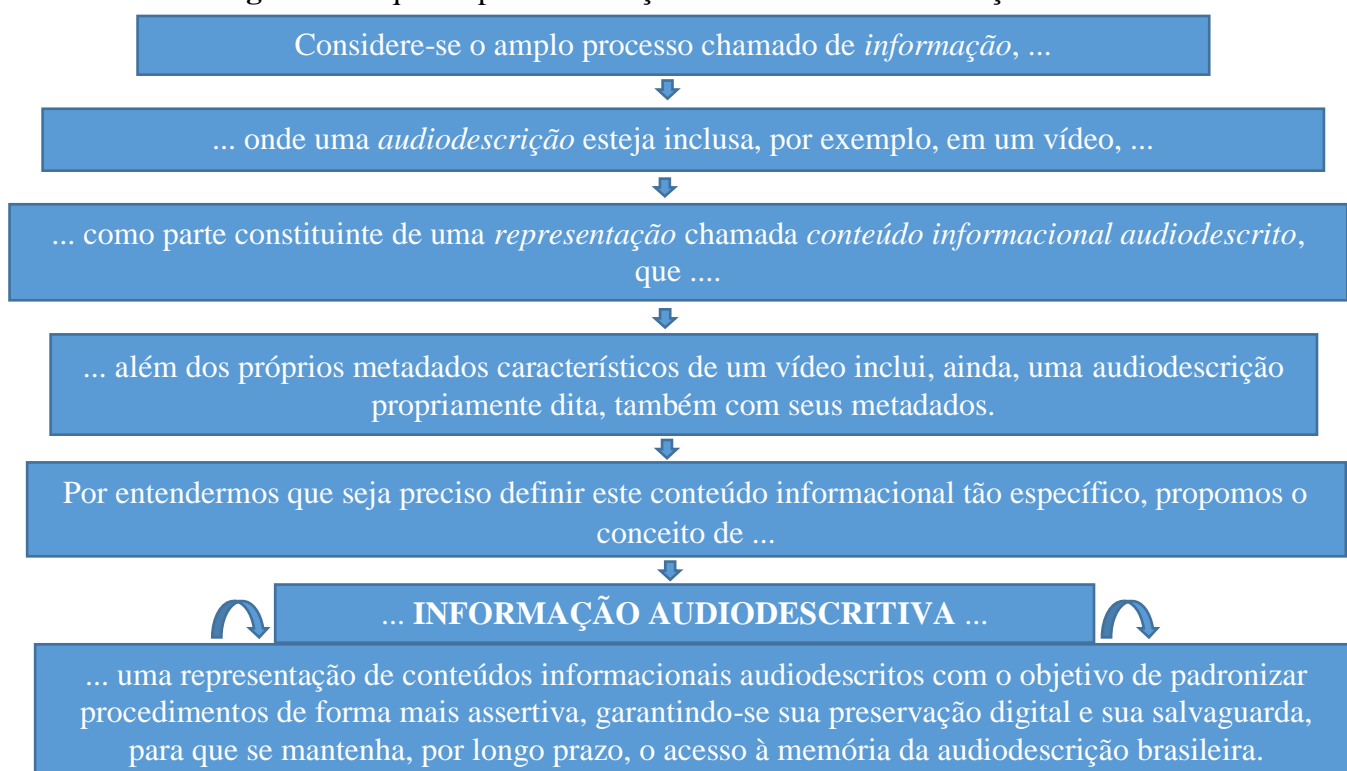 Considere-se o amplo processo chamado de informação, ...
... onde uma audiodescrição esteja inclusa, por exemplo, em um vídeo, ...
... como parte constituinte de uma representação chamada conteúdo informacional audiodescrito,
que ....
... além dos próprios metadados característicos de um vídeo inclui, ainda, uma audiodescrição
propriamente dita, também com seus metadados.
Por entendermos que seja preciso definir este conteúdo informacional tão específico, propomos o
conceito de ...
... INFORMAÇÃO AUDIODESCRITIVA ...
... uma representação de conteúdos informacionais audiodescritos com o objetivo de padronizar
procedimentos de forma mais assertiva, garantindo-se sua preservação digital e sua salvaguarda,
para que se mantenha, por longo prazo, o acesso à memória da audiodescrição brasileira.